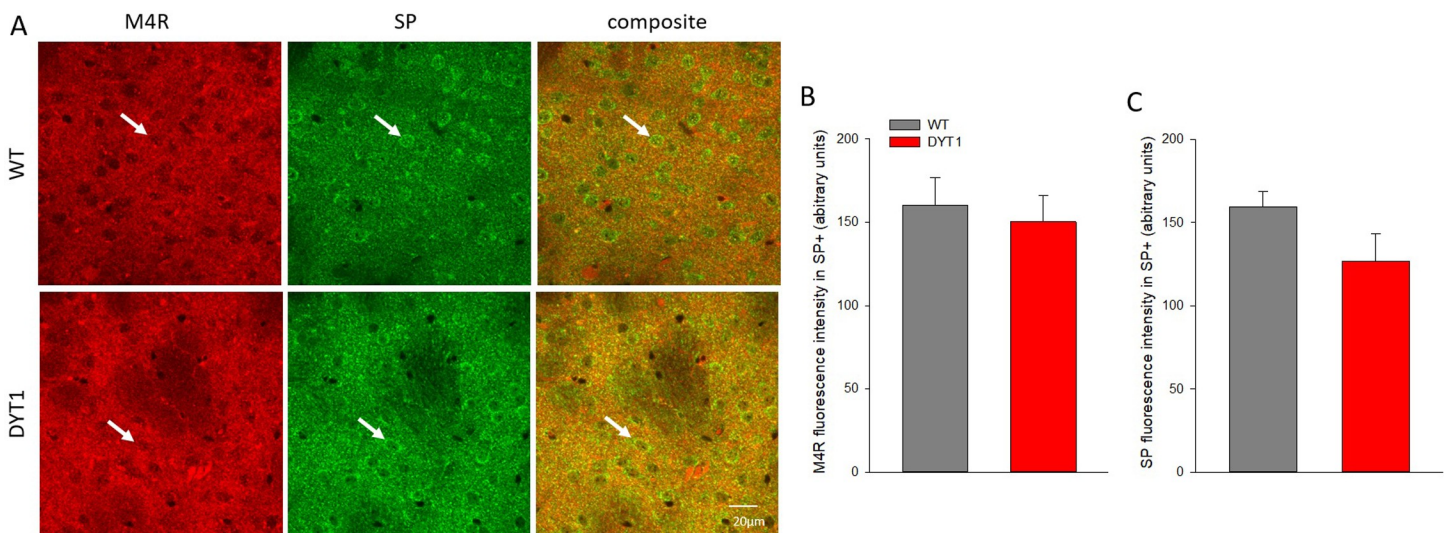 A
M4R
SP
composite
WT
DYT1
20µm
B
WT
DYT1
M4R fluorescence intensity in SP+ (abitrary units)
200
150
100
50
0
C
SP fluorescence intensity in SP+ (abitrary units)
200
150
100
50
0